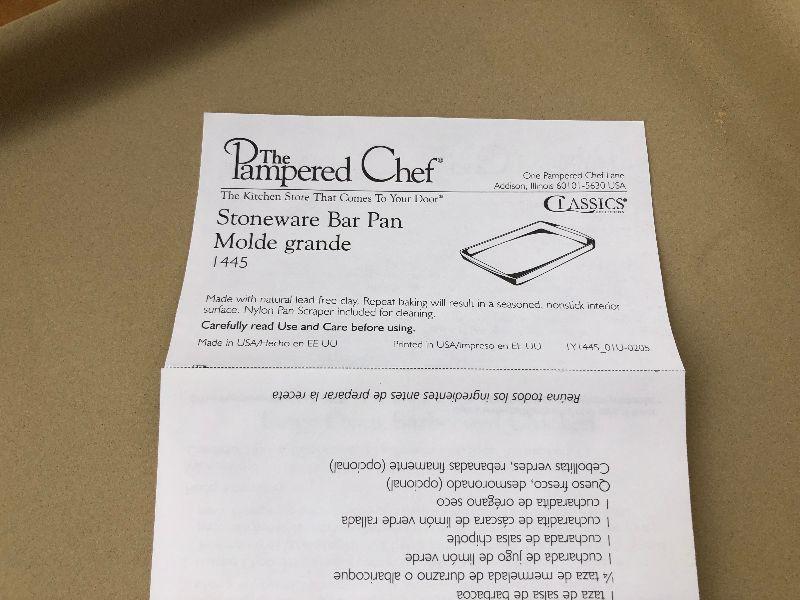 The Pampered Chef®
One Pampered Chef Lane
Addison, Illinois 60101-5630 USA
The Kitchen Store That Comes To Your Door®
CLASSICS®
Stoneware Bar Pan
Molde grande
1445
Made with natural lead free clay. Repeat baking will result in a seasoned, nonstick interior
surface. Nylon Pan Scraper included for cleaning.
Carefully read Use and Care before using.
Made in USA/Hecho en EE UU Printed in USA/Impreso en EE UU LY1445_01U-0205
1 taza de salsa de barbacoa
¼ taza de mermelada de durazno o albaricoque
1 cucharada de jugo de limón verde
1 cucharada de salsa chipotle
1 cucharadita de cáscara de limón verde rallada
1 cucharadita de orégano seco
Queso fresco, desmoronado (opcional)
Cebollitas verdes, rebanadas finamente (opcional)
Reúna todos los ingredientes antes de preparar la receta